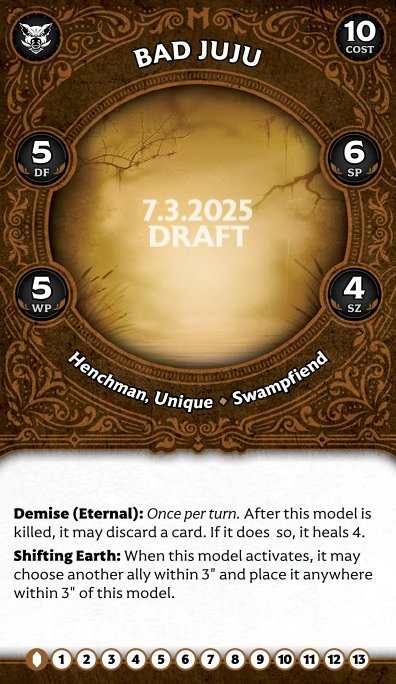 BAD JUJU
10
COST
5
DF
6
SP
7.3.2025
DRAFT
5
WP
4
SZ
Henchman, Unique ◆ Swampfiend
Demise (Eternal): Once per turn. After this model is
killed, it may discard a card. If it does so, it heals 4.
Shifting Earth: When this model activates, it may
choose another ally within 3" and place it anywhere
within 3" of this model.
1 2 3 4 5 6 7 8 9 10 11 12 13